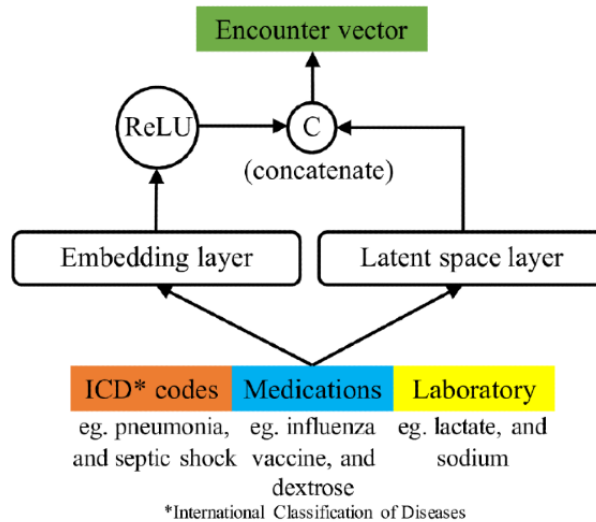 Encounter vector
ReLU
C
(concatenate)
Embedding layer
Latent space layer
ICD* codes
Medications
Laboratory
eg. pneumonia,
and septic shock
eg. influenza
vaccine, and
dextrose
eg. lactate, and
sodium
*International Classification of Diseases